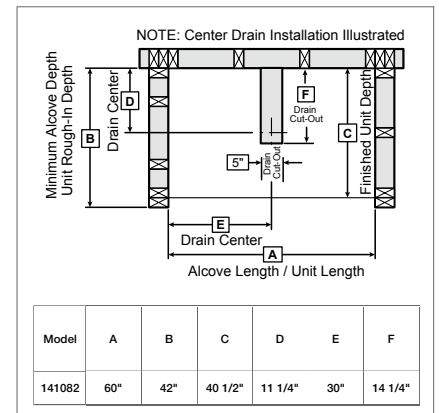 NOTE: Center Drain Installation Illustrated
Minimum Alcove Depth
Unit Rough-In Depth
B
Drain Center
D
F
Drain
Cut-Out
C
Finished Unit Depth
5"
Drain
Cut-Out
E
Drain Center
A
Alcove Length / Unit Length
Model A B C D E F
141082 60" 42" 40 1/2" 11 1/4" 30" 14 1/4"